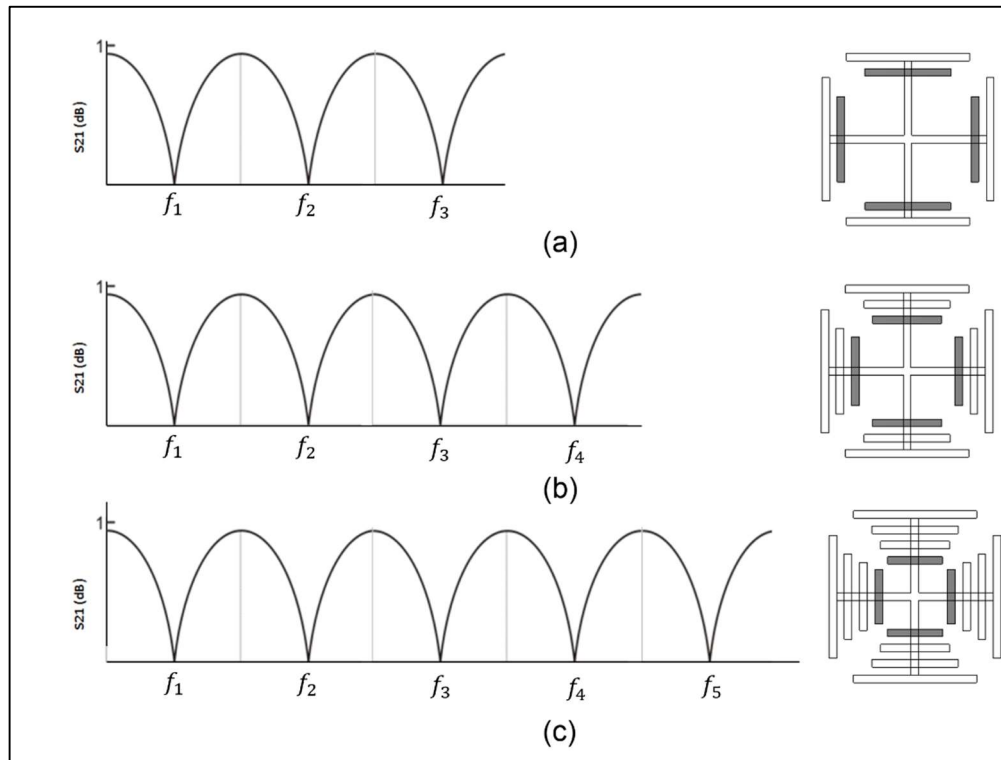 1
S21 (dB)
f₁ f₂ f₃
(a)
1
S21 (dB)
f₁ f₂ f₃ f₄
(b)
1
S21 (dB)
f₁ f₂ f₃ f₄ f₅
(c)